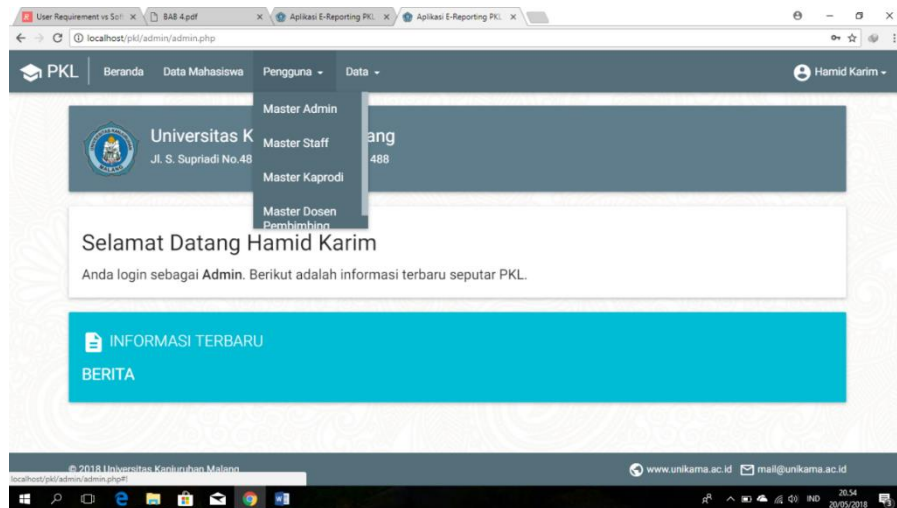 User Requirement vs Sof
BAB 4.pdf
Aplikasi E-Reporting PKL
Aplikasi E-Reporting PKL
localhost/pkl/admin/admin.php
PKL Beranda Data Mahasiswa Pengguna Data Hamid Karim
Master Admin
Master Staff
Master Kaprodi
Master Dosen
Pembimbing
Universitas K ang
Jl. S. Supriadi No.48 488
Selamat Datang Hamid Karim
Anda login sebagai Admin. Berikut adalah informasi terbaru seputar PKL.
INFORMASI TERBARU
BERITA
© 2018 Universitas Kanjuruhan Malang www.unikama.ac.id mail@unikama.ac.id
localhost/pkl/admin/admin.php#!
IND 20.54
20/05/2018